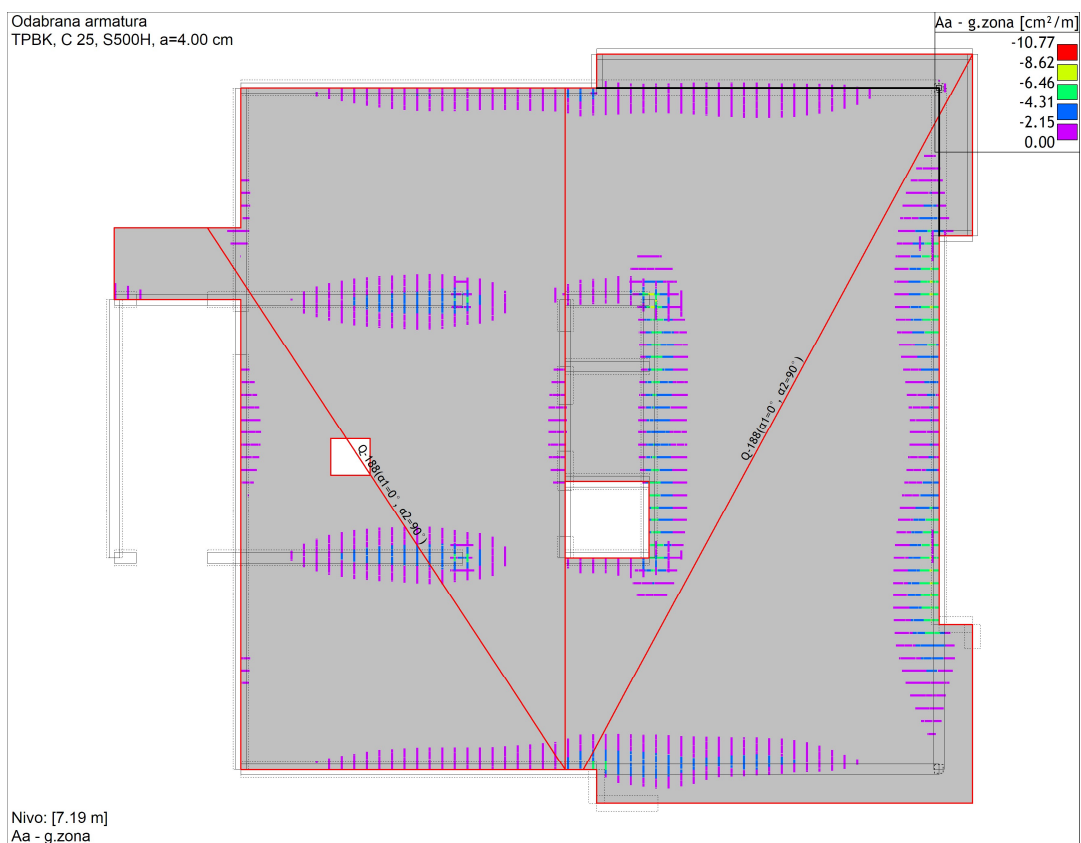 Odabrana armatura
TPBK, C 25, S500H, a=4.00 cm
Aa - g.zona [cm²/m]
-10.77
-8.62
-6.46
-4.31
-2.15
0.00
Q-188(α1=0°, α2=90°)
Q-188(α1=0°, α2=90°)
Nivo: [7.19 m]
Aa - g.zona